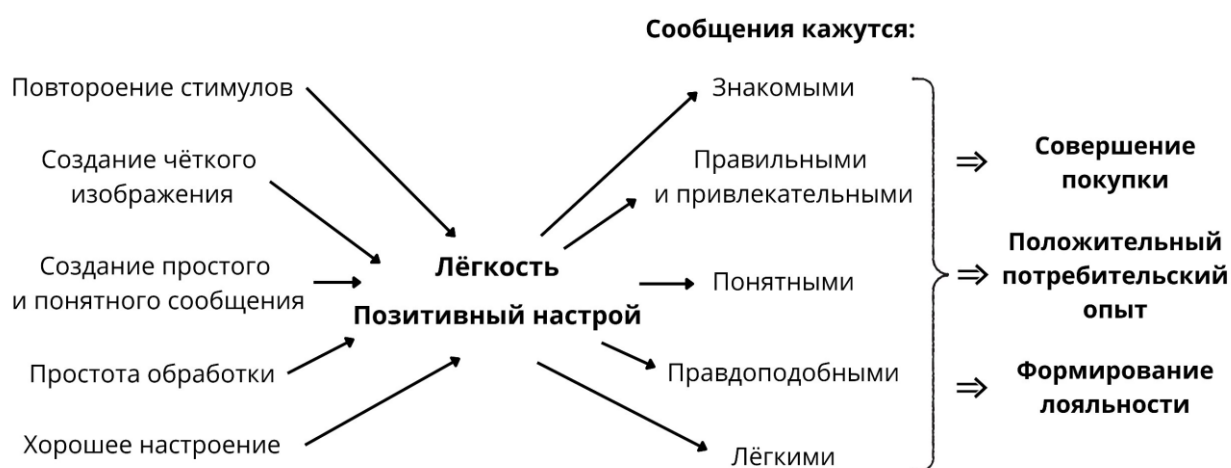 Сообщения кажутся:
Повтороение стимулов
Создание чёткого
изображения
Создание простого
и понятного сообщения
Простота обработки
Хорошее настроение
Лёгкость
Позитивный настрой
Знакомыми
Правильными
и привлекательными
Понятными
Правдоподобными
Лёгкими
Совершение
покупки
Положительный
потребительский
опыт
Формирование
лояльности